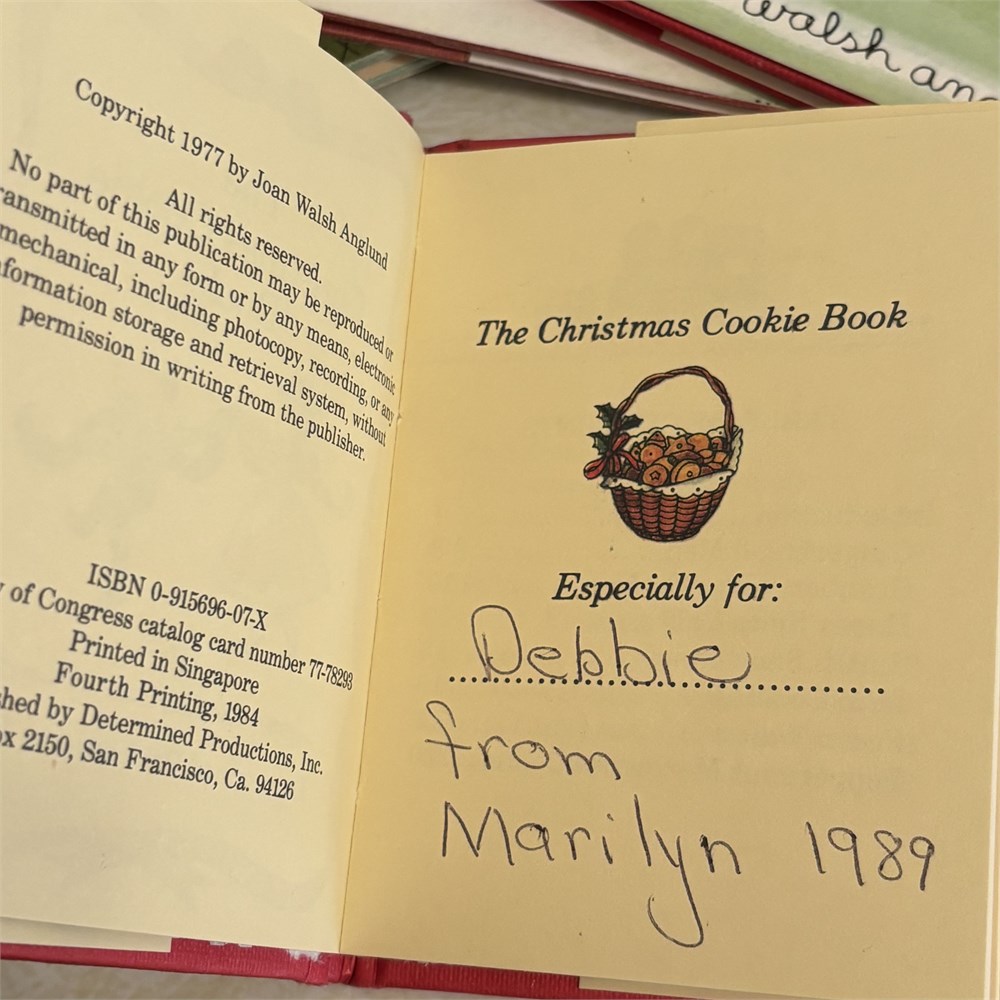 walsh an
Copyright 1977 by Joan Walsh Anglund
All rights reserved.
No part of this publication may be reproduced or
ransmitted in any form or by any means, electronic
mechanical, including photocopy, recording, or any
nformation storage and retrieval system, without
permission in writing from the publisher.
ISBN 0-915696-07-X
y of Congress catalog card number 77-78293
Printed in Singapore
Fourth Printing, 1984
shed by Determined Productions, Inc.
ox 2150, San Francisco, Ca. 94126
The Christmas Cookie Book
Especially for:
Debbie
from
Marilyn 1989